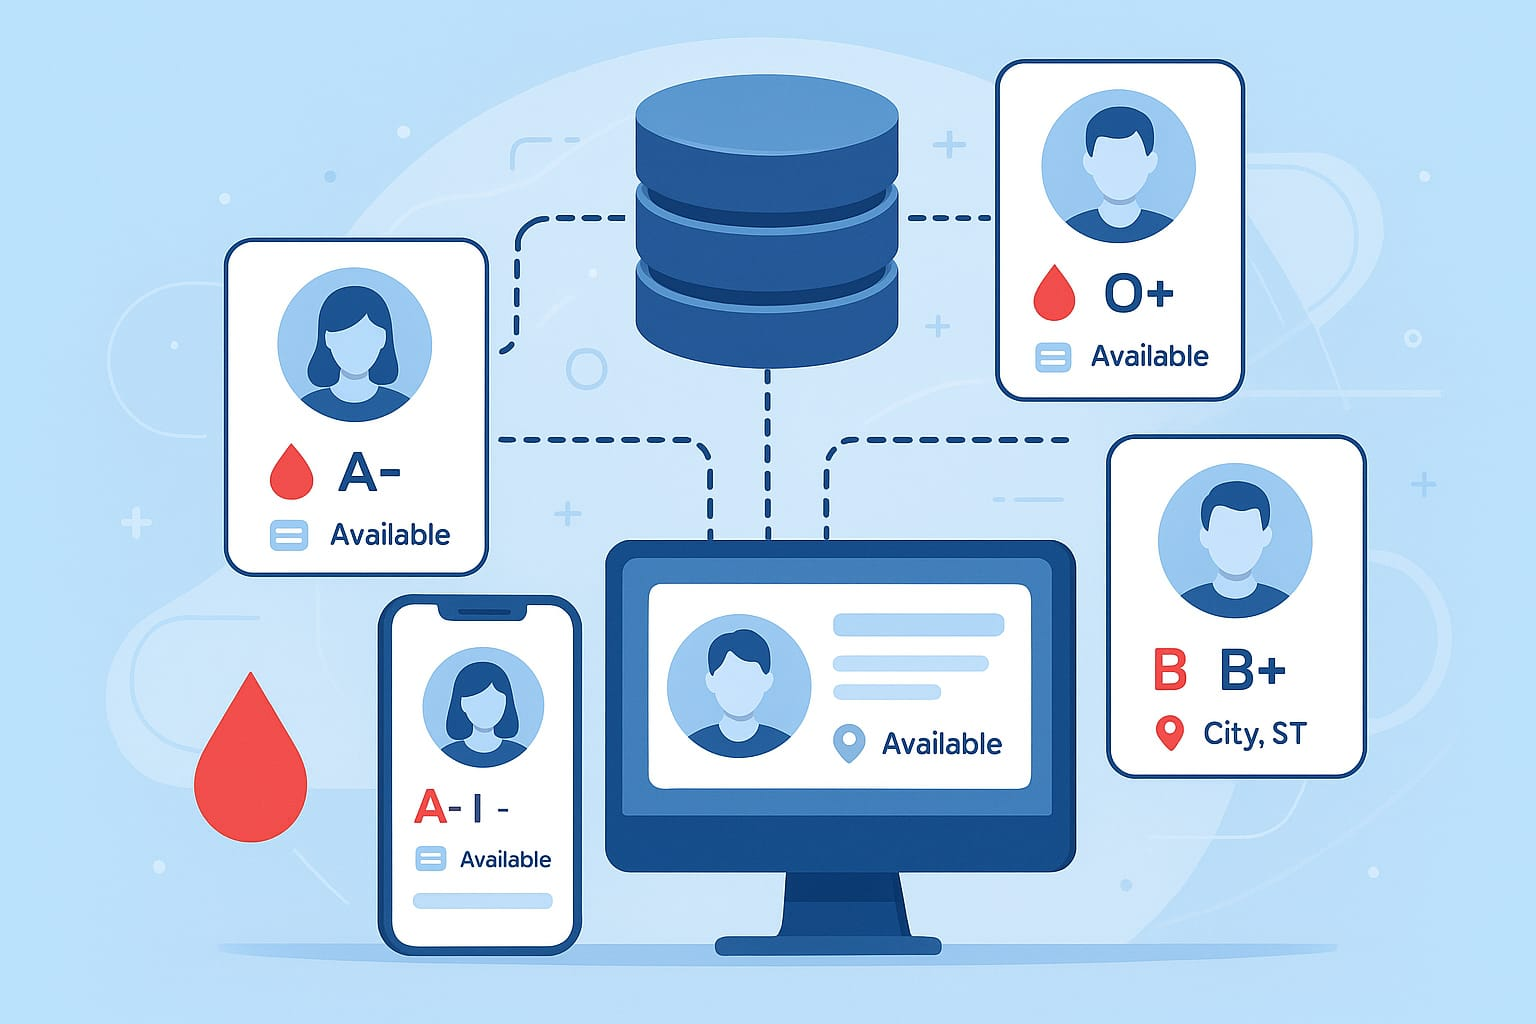 O+
Available
A-
Available
B B+
City, ST
Available
A- I -
Available